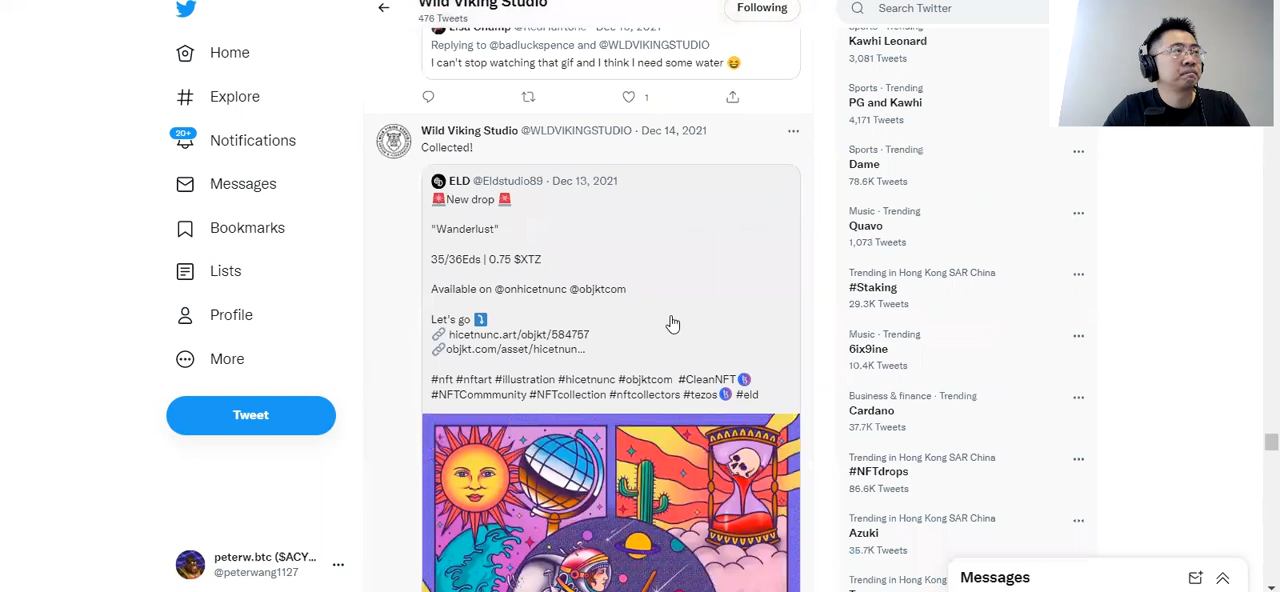 Wild Viking Studio
476 Tweets
Following
Search Twitter
Home
Explore
20+
Notifications
Messages
Bookmarks
Lists
Profile
More
Tweet
peterw.btc ($ACY...
@peterwang1127
Replying to @badluckspence and @WLDVIKINGSTUDIO
I can't stop watching that gif and I think I need some water 😆
1
Wild Viking Studio @WLDVIKINGSTUDIO · Dec 14, 2021
Collected!
ELD @Eldstudio89 · Dec 13, 2021
🚨New drop 🚨
"Wanderlust"
35/36Eds | 0.75 $XTZ
Available on @onhicetnunc @objktcom
Let's go ⤵️
🔗 hicetnunc.art/objkt/584757
🔗objkt.com/asset/hicetnun...
#nft #nftart #illustration #hicetnunc #objktcom #CleanNFT
#NFTCommmunity #NFTcollection #nftcollectors #tezos #eld
Kawhi Leonard
3,081 Tweets
Sports · Trending
PG and Kawhi
4,171 Tweets
Sports · Trending
Dame
78.6K Tweets
Music · Trending
Quavo
1,073 Tweets
Trending in Hong Kong SAR China
#Staking
29.3K Tweets
Music · Trending
6ix9ine
10.4K Tweets
Business & finance · Trending
Cardano
37.7K Tweets
Trending in Hong Kong SAR China
#NFTdrops
86.6K Tweets
Trending in Hong Kong SAR China
Azuki
35.7K Tweets
Trending in Hong Kong SAR China
Messages